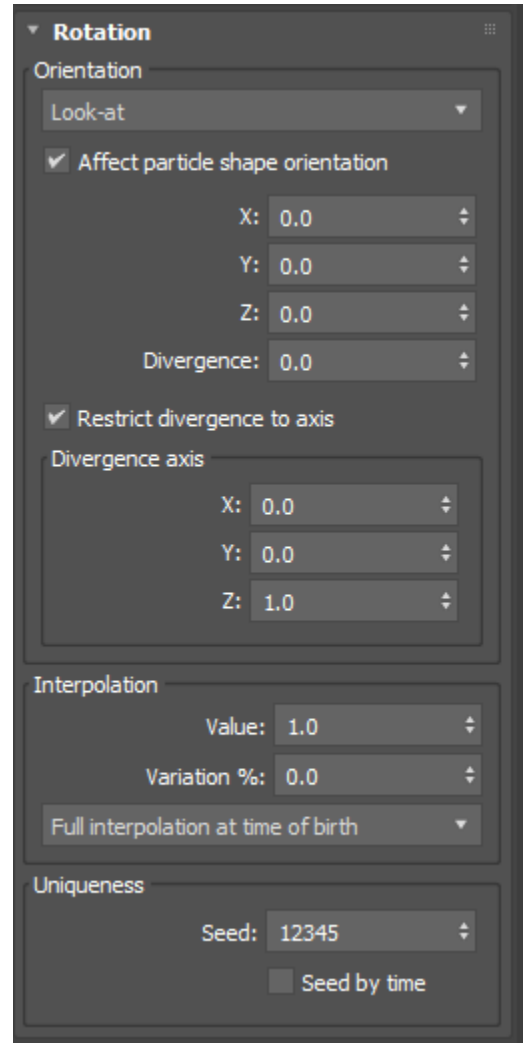 Rotation
Orientation
Look-at
Affect particle shape orientation
X: 0.0
Y: 0.0
Z: 0.0
Divergence: 0.0
Restrict divergence to axis
Divergence axis
X: 0.0
Y: 0.0
Z: 1.0
Interpolation
Value: 1.0
Variation %: 0.0
Full interpolation at time of birth
Uniqueness
Seed: 12345
Seed by time